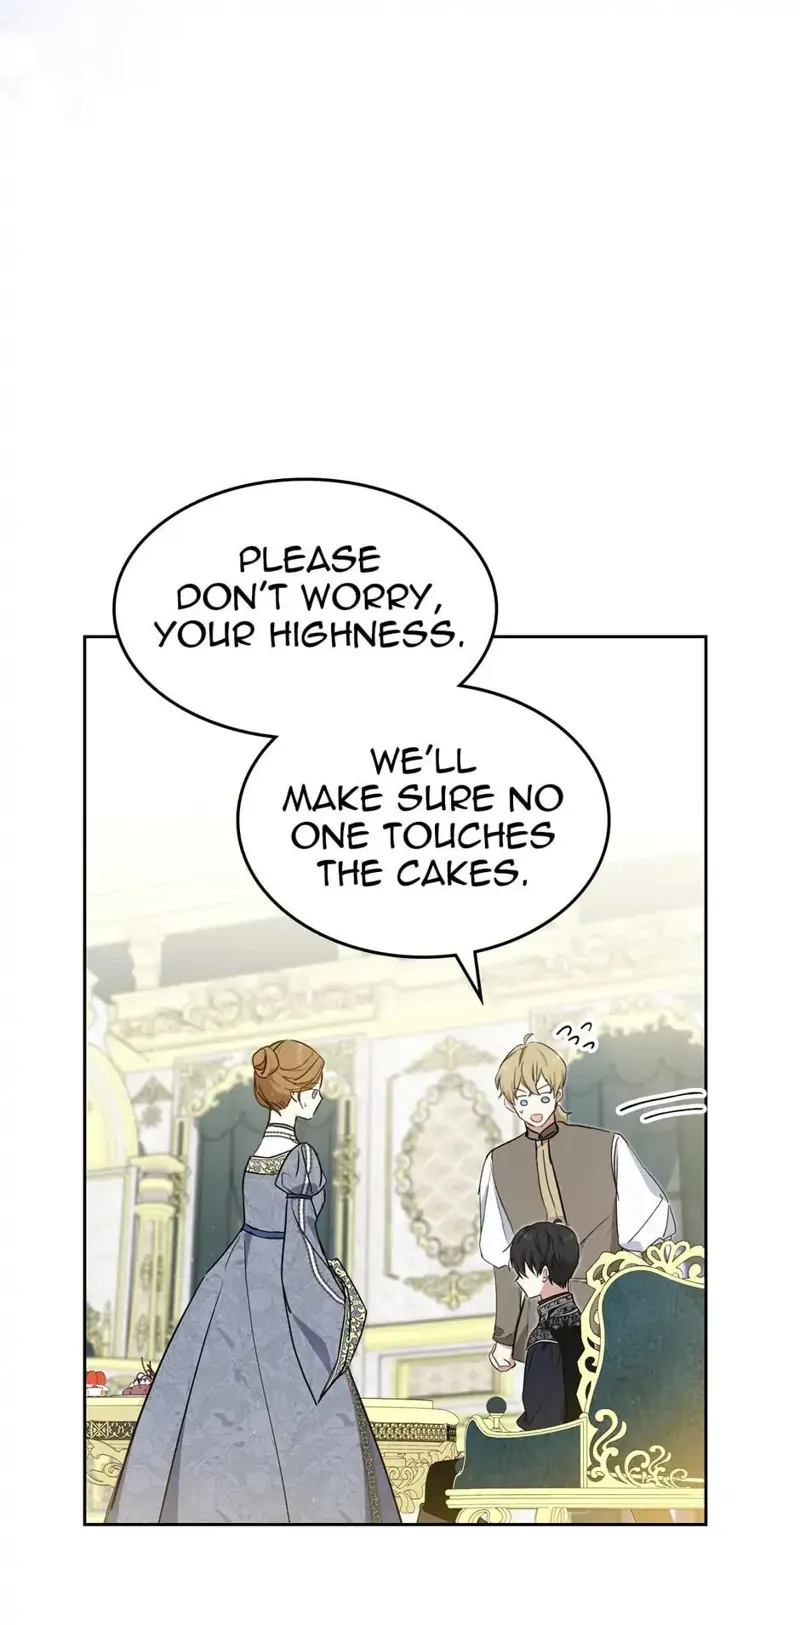 PLEASE
DON'T WORRY,
YOUR HIGHNESS.
WE'LL
MAKE SURE NO
ONE TOUCHES
THE CAKES.